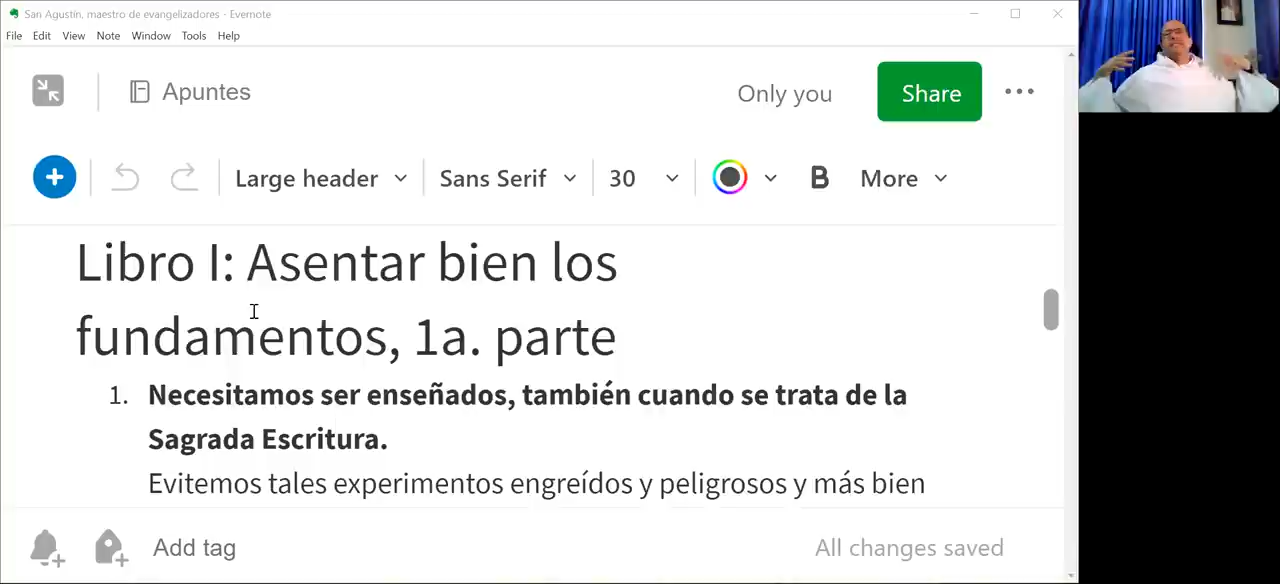 San Agustín, maestro de evangelizadores - Evernote
File Edit View Note Window Tools Help
Apuntes
Only you
Share
Large header
Sans Serif
30
B
More
Libro I: Asentar bien los
fundamentos, 1a. parte
1. Necesitamos ser enseñados, también cuando se trata de la
Sagrada Escritura.
Evitemos tales experimentos engreídos y peligrosos y más bien
Add tag
All changes saved